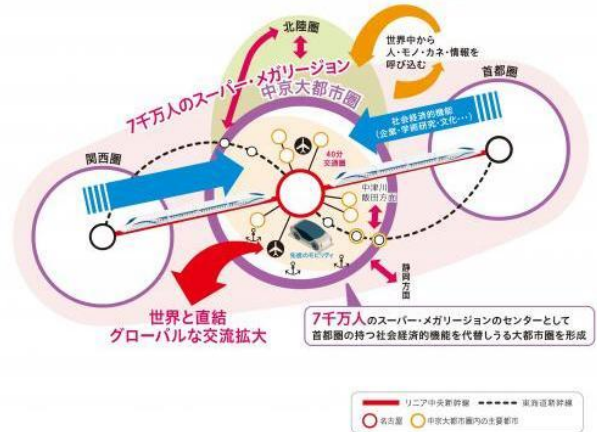 北陸圏
世界中から
人・モノ・カネ・情報を
呼び込む
首都圏
7千万人のスーパー・メガリージョン
中京大都市圏
社会経済的機能
(企業・学術研究・文化・・・)
関西圏
40分
交通圏
中津川
飯田方面
先進のモビリティ
静岡方面
世界と直結
グローバルな交流拡大
7千万人のスーパー・メガリージョンのセンターとして
首都圏の持つ社会経済的機能を代替しうる大都市圏を形成
リニア中央新幹線
東海道新幹線
名古屋
中京大都市圏内の主要都市